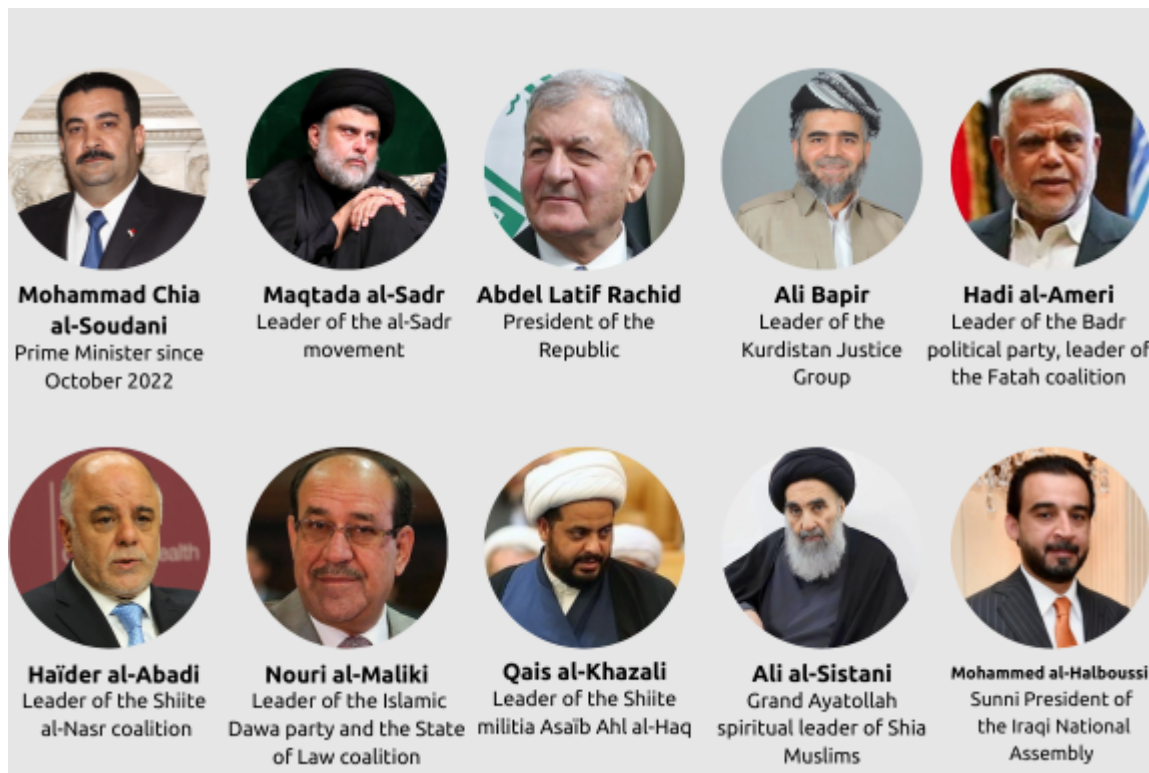 Mohammad Chia
al-Soudani
Prime Minister since
October 2022
Maqtada al-Sadr
Leader of the al-Sadr
movement
Abdel Latif Rachid
President of the
Republic
Ali Bapir
Leader of the
Kurdistan Justice
Group
Hadi al-Ameri
Leader of the Badr
political party, leader of
the Fatah coalition
Haïder al-Abadi
Leader of the Shiite
al-Nasr coalition
Nouri al-Maliki
Leader of the Islamic
Dawa party and the State
of Law coalition
Qais al-Khazali
Leader of the Shiite
militia Asaïb Ahl al-Haq
Ali al-Sistani
Grand Ayatollah
spiritual leader of Shia
Muslims
Mohammed al-Halboussi
Sunni President of
the Iraqi National
Assembly